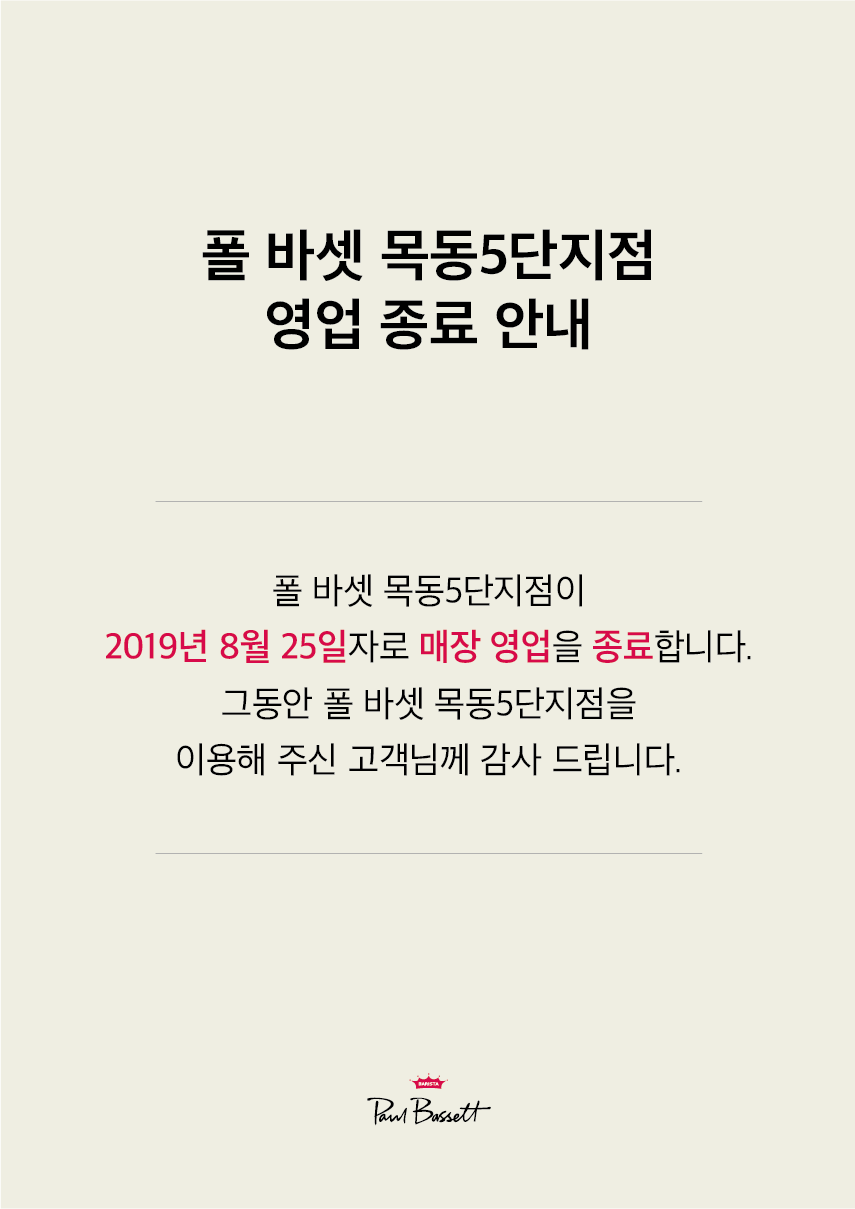 폴 바셋 목동5단지점
영업 종료 안내
폴 바셋 목동5단지점이
2019년 8월 25일자로 매장 영업을 종료합니다.
그동안 폴 바셋 목동5단지점을
이용해 주신 고객님께 감사 드립니다.
BARISTA
Paul Bassett